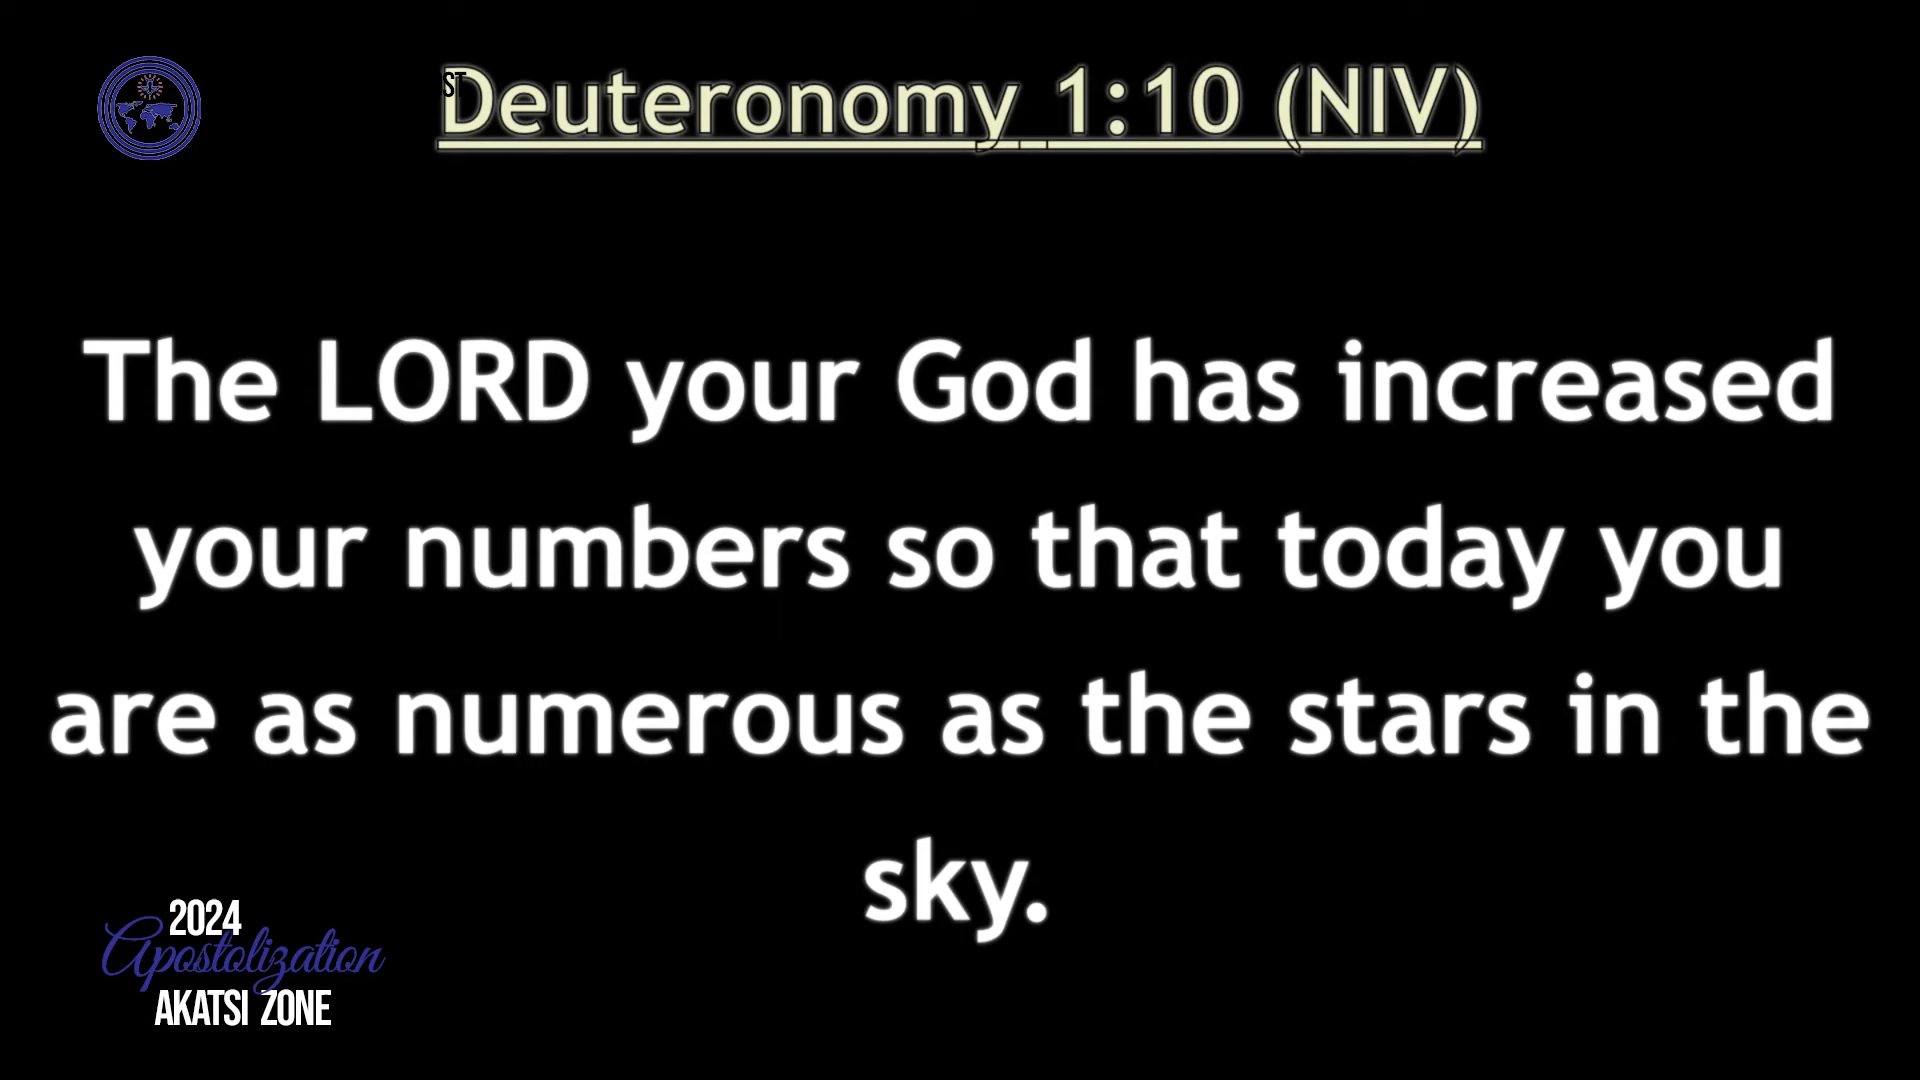 Deuteronomy 1:10 (NIV)
ST
The LORD your God has increased
your numbers so that today you
are as numerous as the stars in the
sky.
2024
Apostolization
AKATSI ZONE